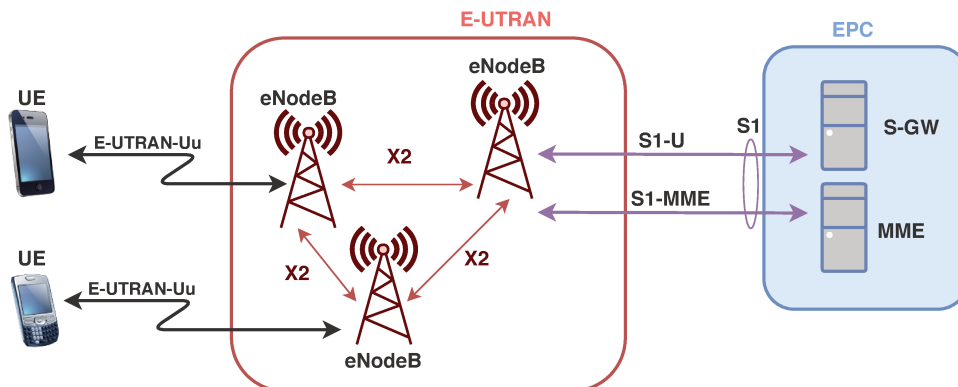 E-UTRAN
EPC
UE
eNodeB
eNodeB
E-UTRAN-Uu
X2
S1-U
S1
S-GW
S1-MME
MME
UE
X2
X2
E-UTRAN-Uu
eNodeB